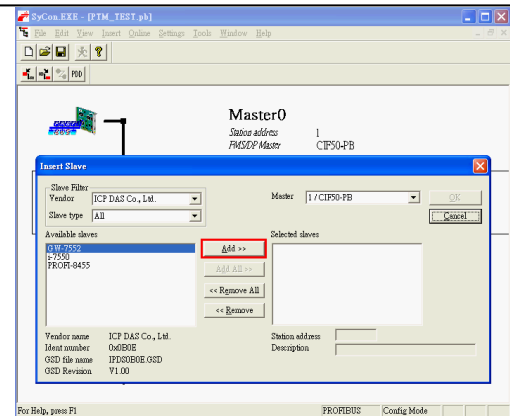 SyCon.EXE - [PTM_TEST.pb]
File Edit View Insert Online Settings Tools Window Help
PDD
Master0
Station address 1
FMS/DP Master CIF50-PB
Insert Slave
Slave Filter
Vendor ICP DAS Co., Ltd.
Slave type All
Master 1 / CIF50-PB
OK
Cancel
Available slaves
Selected slaves
GW-7552
i-7550
PROFI-8455
Add >>
Add All >>
<< Remove All
<< Remove
Vendor name ICP DAS Co., Ltd.
Ident number 0x0B0E
GSD file name IPDS0B0E.GSD
GSD Revision V1.00
Station address
Description
For Help, press F1
PROFIBUS Config Mode